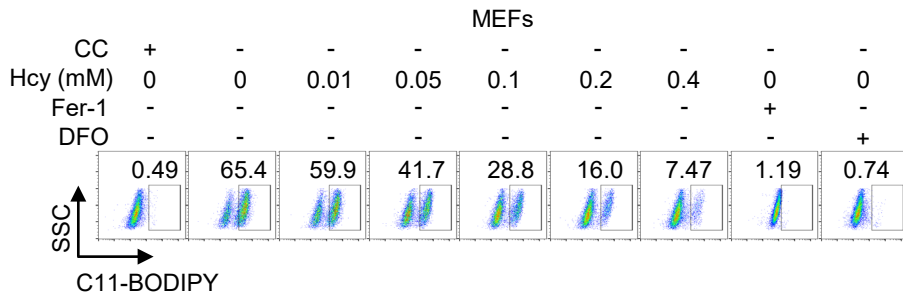 MEFs
CC + - - - - - - - -
Hcy (mM) 0 0 0.01 0.05 0.1 0.2 0.4 0 0
Fer-1 - - - - - - - + -
DFO - - - - - - - - +
0.49 65.4 59.9 41.7 28.8 16.0 7.47 1.19 0.74
SSC
C11-BODIPY